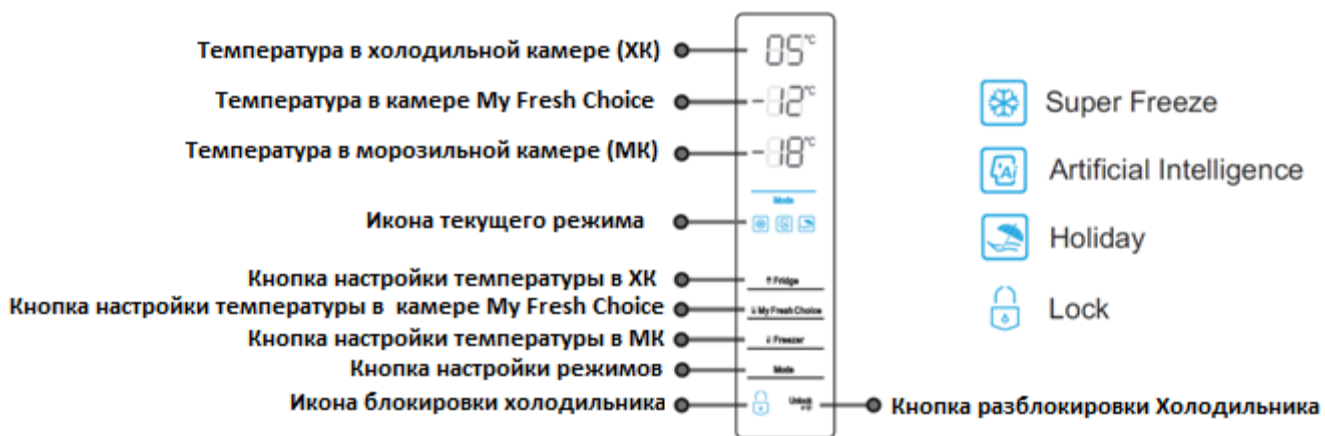 Температура в холодильной камере (ХК)
05°C
Температура в камере My Fresh Choice
-12°C
Температура в морозильной камере (МК)
-18°C
Mode
Икона текущего режима
Кнопка настройки температуры в ХК
Fridge
Кнопка настройки температуры в камере My Fresh Choice
My Fresh Choice
Кнопка настройки температуры в МК
Freezer
Кнопка настройки режимов
Mode
Икона блокировки холодильника
Unlock
Кнопка разблокировки Холодильника
Super Freeze
Ai
Artificial Intelligence
Holiday
Lock